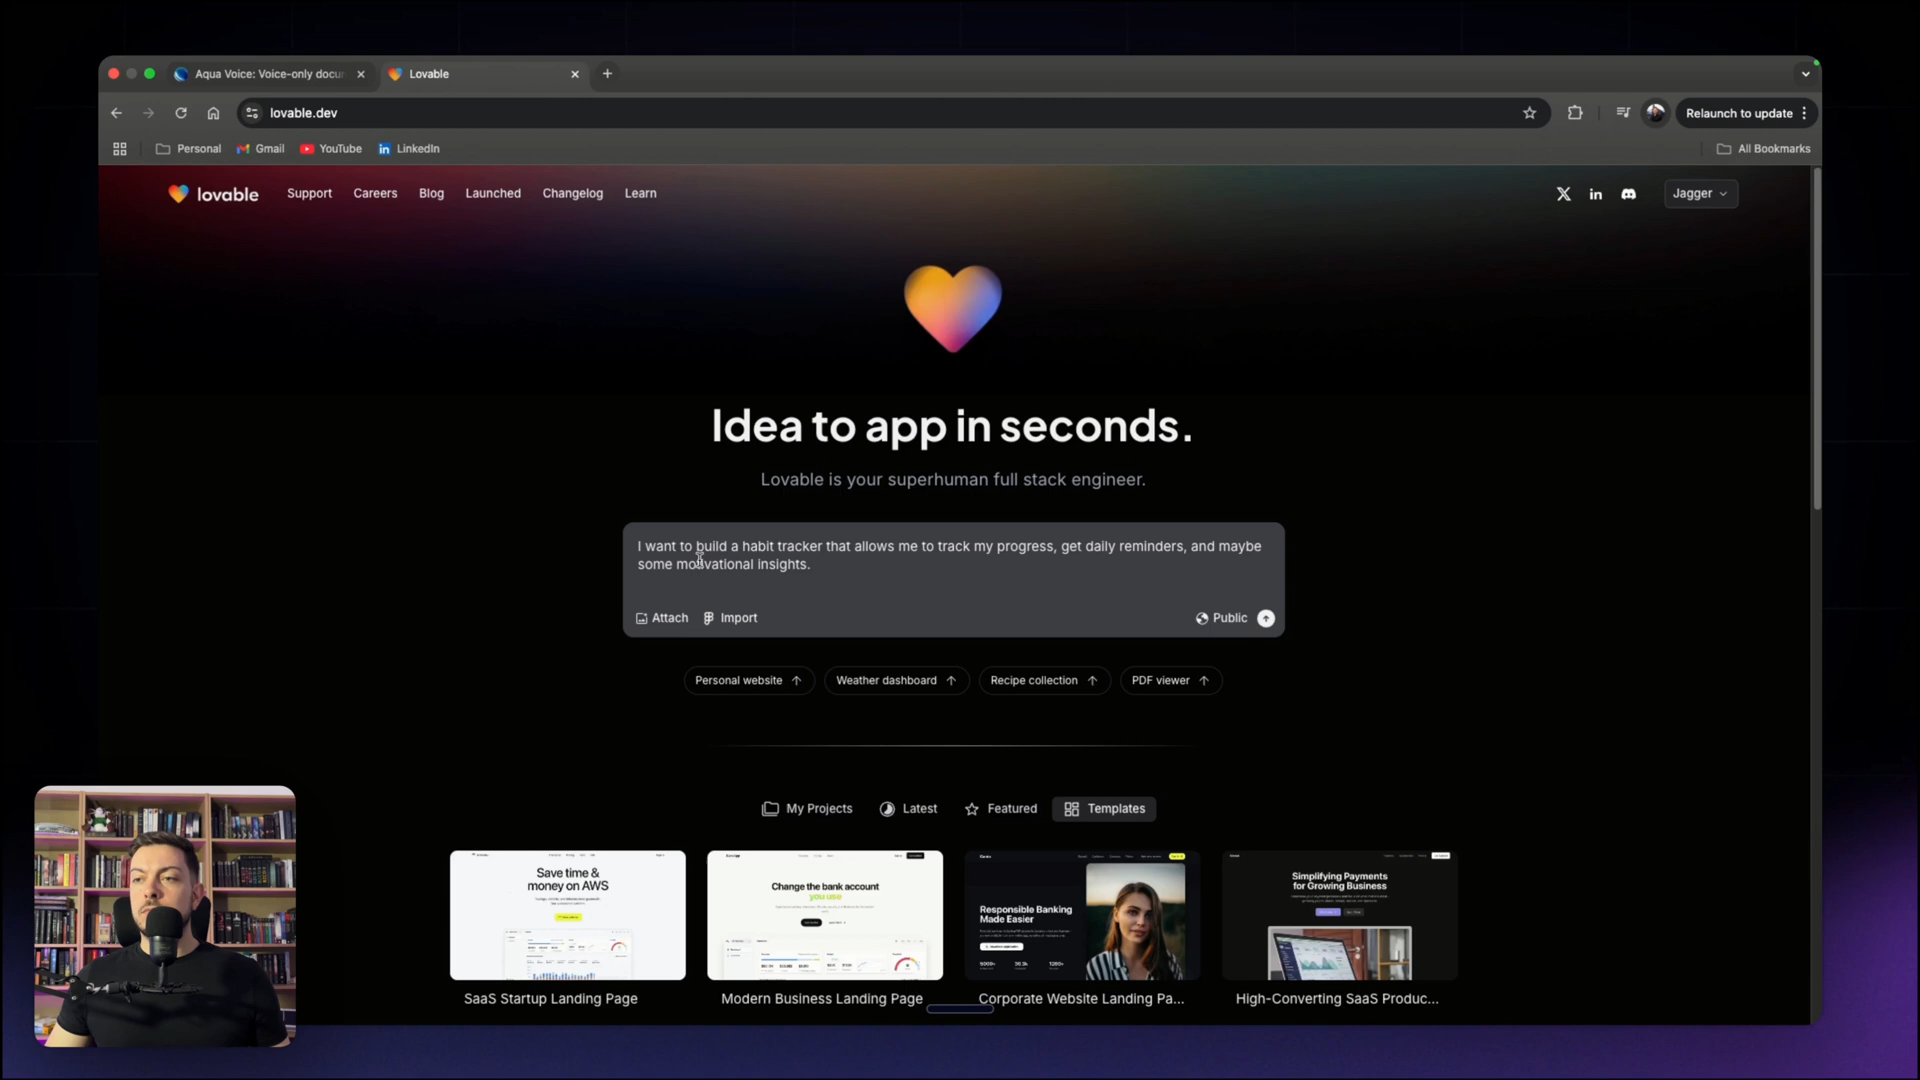 Aqua Voice: Voice-only docu
Lovable
lovable.dev
Relaunch to update
Personal
Gmail
YouTube
LinkedIn
All Bookmarks
lovable
Support
Careers
Blog
Launched
Changelog
Learn
Jagger
Idea to app in seconds.
Lovable is your superhuman full stack engineer.
I want to build a habit tracker that allows me to track my progress, get daily reminders, and maybe
some motivational insights.
Attach
Import
Public
Personal website
Weather dashboard
Recipe collection
PDF viewer
My Projects
Latest
Featured
Templates
Save time &
money on AWS
Change the bank account
you use
Responsible Banking
Made Easier
Simplifying Payments
for Growing Business
SaaS Startup Landing Page
Modern Business Landing Page
Corporate Website Landing Pa...
High-Converting SaaS Produc...